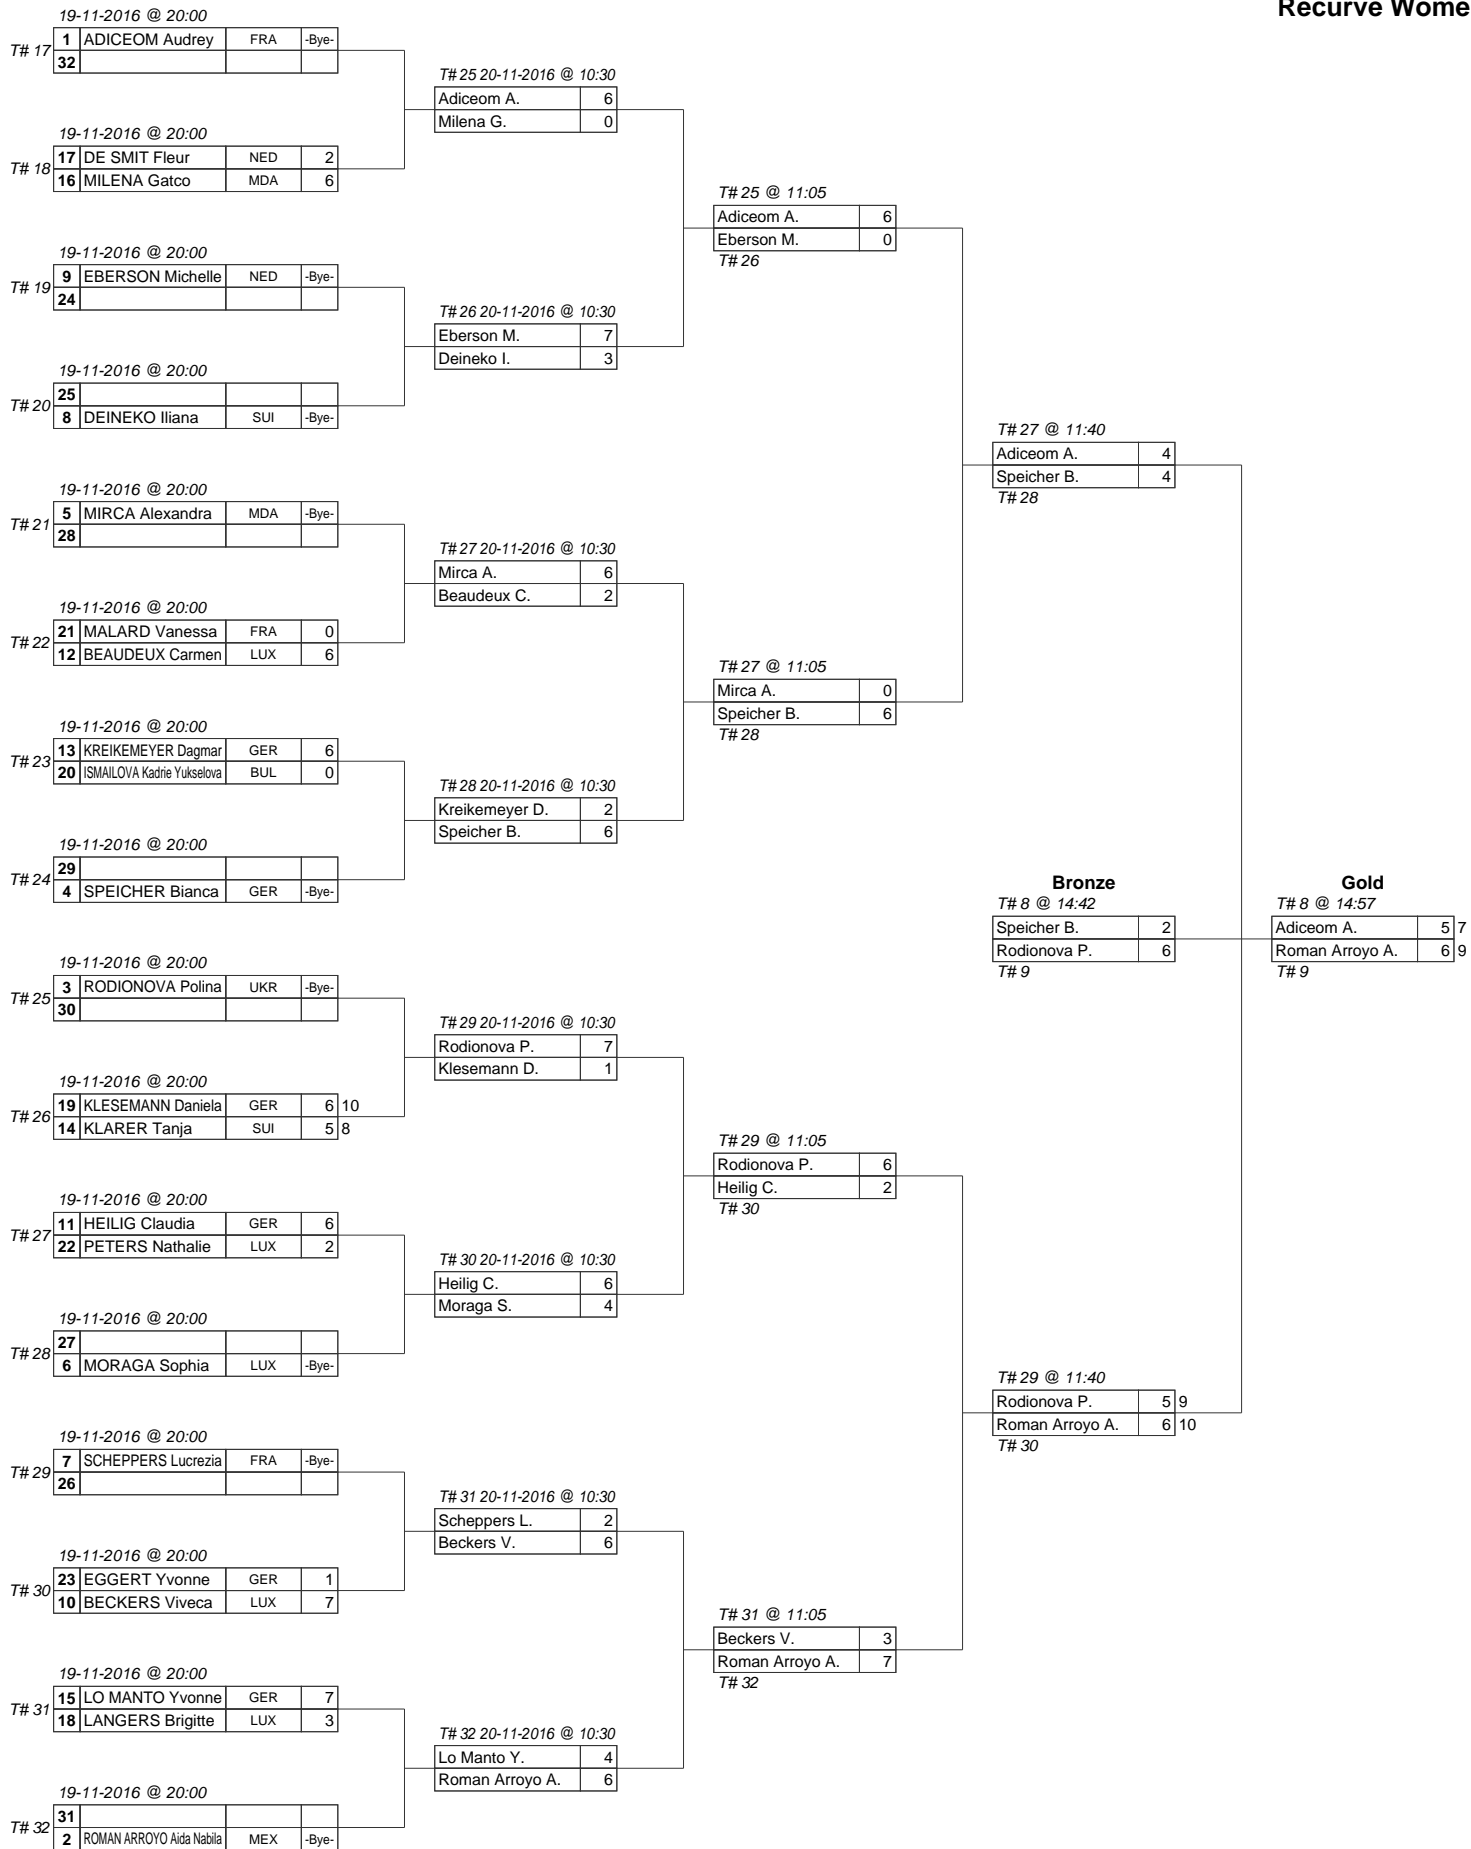 Recurve Wome
19-11-2016 @ 20:00
T# 17
1 ADICEOM Audrey FRA -Bye-
32
19-11-2016 @ 20:00
T# 18
17 DE SMIT Fleur NED 2
16 MILENA Gatco MDA 6
19-11-2016 @ 20:00
T# 19
9 EBERSON Michelle NED -Bye-
24
19-11-2016 @ 20:00
T# 20
25
8 DEINEKO Iliana SUI -Bye-
19-11-2016 @ 20:00
T# 21
5 MIRCA Alexandra MDA -Bye-
28
19-11-2016 @ 20:00
T# 22
21 MALARD Vanessa FRA 0
12 BEAUDEUX Carmen LUX 6
19-11-2016 @ 20:00
T# 23
13 KREIKEMEYER Dagmar GER 6
20 ISMAILOVA Kadrie Yukselova BUL 0
19-11-2016 @ 20:00
T# 24
29
4 SPEICHER Bianca GER -Bye-
19-11-2016 @ 20:00
T# 25
3 RODIONOVA Polina UKR -Bye-
30
19-11-2016 @ 20:00
T# 26
19 KLESEMANN Daniela GER 6 10
14 KLARER Tanja SUI 5 8
19-11-2016 @ 20:00
T# 27
11 HEILIG Claudia GER 6
22 PETERS Nathalie LUX 2
19-11-2016 @ 20:00
T# 28
27
6 MORAGA Sophia LUX -Bye-
19-11-2016 @ 20:00
T# 29
7 SCHEPPERS Lucrezia FRA -Bye-
26
19-11-2016 @ 20:00
T# 30
23 EGGERT Yvonne GER 1
10 BECKERS Viveca LUX 7
19-11-2016 @ 20:00
T# 31
15 LO MANTO Yvonne GER 7
18 LANGERS Brigitte LUX 3
19-11-2016 @ 20:00
T# 32
31
2 ROMAN ARROYO Aida Nabila MEX -Bye-
T# 25 20-11-2016 @ 10:30
Adiceom A. 6
Milena G. 0
T# 26 20-11-2016 @ 10:30
Eberson M. 7
Deineko I. 3
T# 27 20-11-2016 @ 10:30
Mirca A. 6
Beaudeux C. 2
T# 28 20-11-2016 @ 10:30
Kreikemeyer D. 2
Speicher B. 6
T# 29 20-11-2016 @ 10:30
Rodionova P. 7
Klesemann D. 1
T# 30 20-11-2016 @ 10:30
Heilig C. 6
Moraga S. 4
T# 31 20-11-2016 @ 10:30
Scheppers L. 2
Beckers V. 6
T# 32 20-11-2016 @ 10:30
Lo Manto Y. 4
Roman Arroyo A. 6
T# 25 @ 11:05
Adiceom A. 6
Eberson M. 0
T# 26
T# 27 @ 11:05
Mirca A. 0
Speicher B. 6
T# 28
T# 29 @ 11:05
Rodionova P. 6
Heilig C. 2
T# 30
T# 31 @ 11:05
Beckers V. 3
Roman Arroyo A. 7
T# 32
T# 27 @ 11:40
Adiceom A. 4
Speicher B. 4
T# 28
T# 29 @ 11:40
Rodionova P. 5 9
Roman Arroyo A. 6 10
T# 30
Bronze
T# 8 @ 14:42
Speicher B. 2
Rodionova P. 6
T# 9
Gold
T# 8 @ 14:57
Adiceom A. 5 7
Roman Arroyo A. 6 9
T# 9